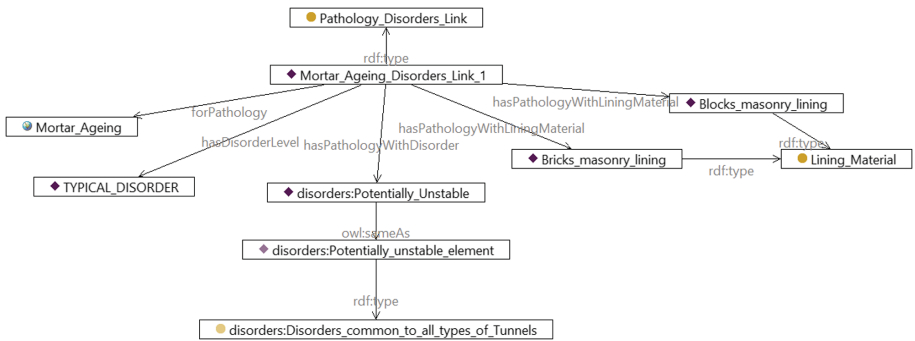 Pathology_Disorders_Link
rdf:type
Mortar_Ageing_Disorders_Link_1
hasPathologyWithLiningMaterial
Blocks_masonry_lining
forPathology
Mortar_Ageing
hasPathologyWithLiningMaterial
hasDisorderLevel
hasPathologyWithDisorder
rdf:type
Bricks_masonry_lining
Lining_Material
rdf:type
TYPICAL_DISORDER
disorders:Potentially_Unstable
owl:sameAs
disorders:Potentially_unstable_element
rdf:type
disorders:Disorders_common_to_all_types_of_Tunnels